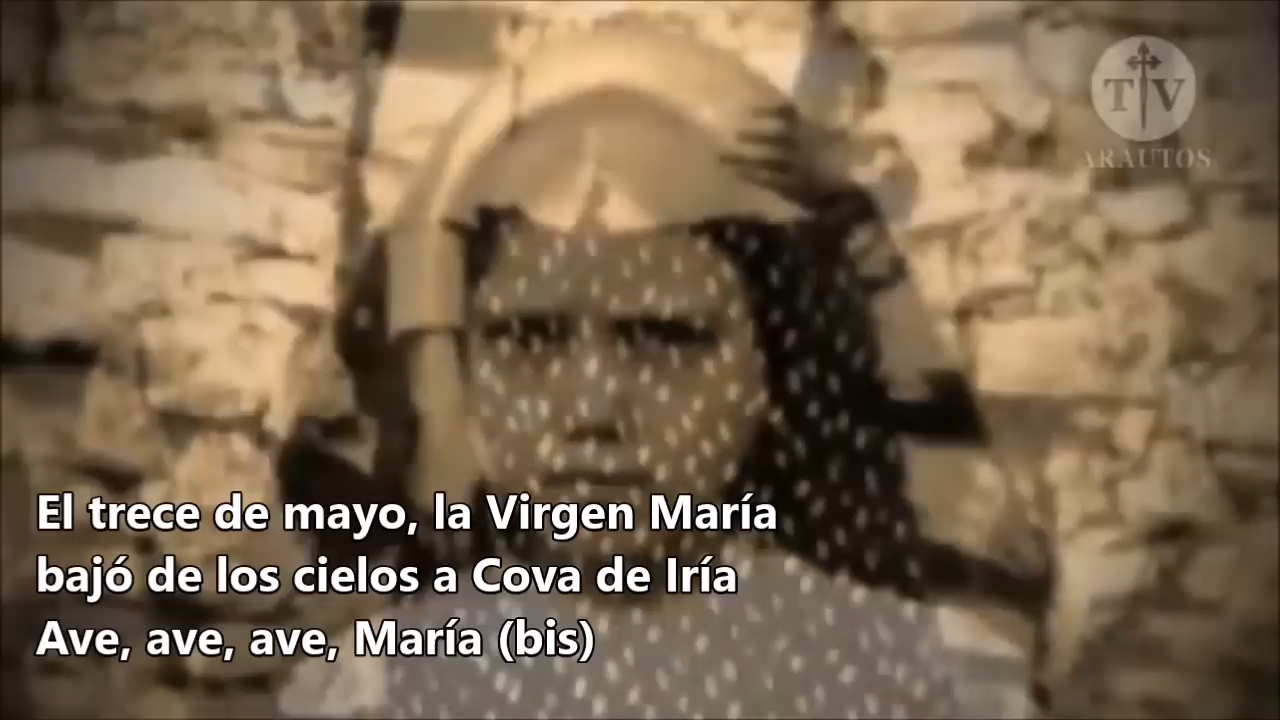 TV
ARAUTOS
El trece de mayo, la Virgen María
bajó de los cielos a Cova de Iría
Ave, ave, ave, María (bis)